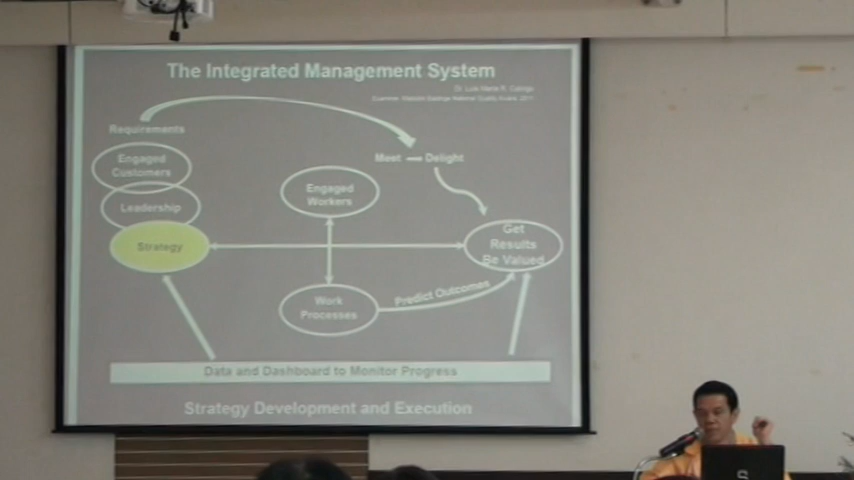 The Integrated Management System
Requirements
Engaged
Customers
Leadership
Strategy
Engaged
Workers
Meet
Delight
Get
Results
Be Valued
Work
Processes
Predict Outcomes
Data and Dashboard to Monitor Progress
Strategy Development and Execution
S